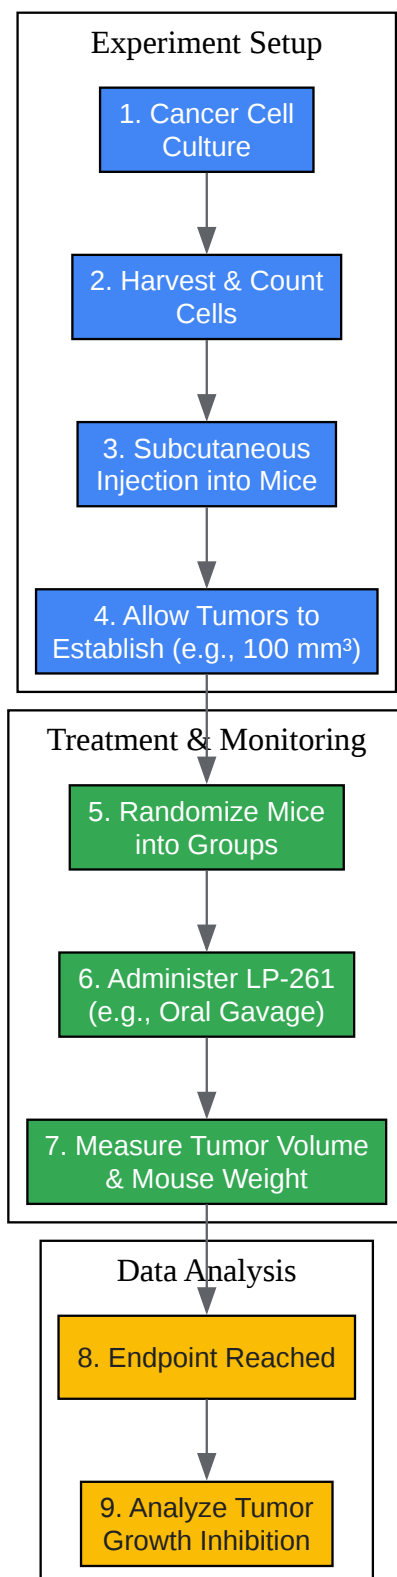 Experiment Setup
1. Cancer Cell
Culture
2. Harvest & Count
Cells
3. Subcutaneous
Injection into Mice
4. Allow Tumors to
Establish (e.g., 100 mm³)
Treatment & Monitoring
5. Randomize Mice
into Groups
6. Administer LP-261
(e.g., Oral Gavage)
7. Measure Tumor Volume
& Mouse Weight
Data Analysis
8. Endpoint Reached
9. Analyze Tumor
Growth Inhibition